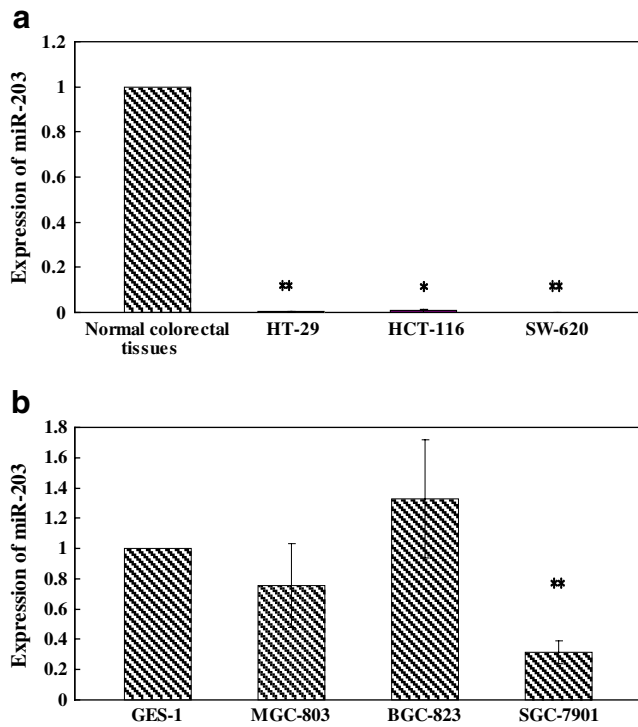 a
Expression of miR-203
1.2
1
0.8
0.6
0.4
0.2
0
** * **
Normal colorectal tissues HT-29 HCT-116 SW-620
b
Expression of miR-203
1.8
1.6
1.4
1.2
1
0.8
0.6
0.4
0.2
0
**
GES-1 MGC-803 BGC-823 SGC-7901